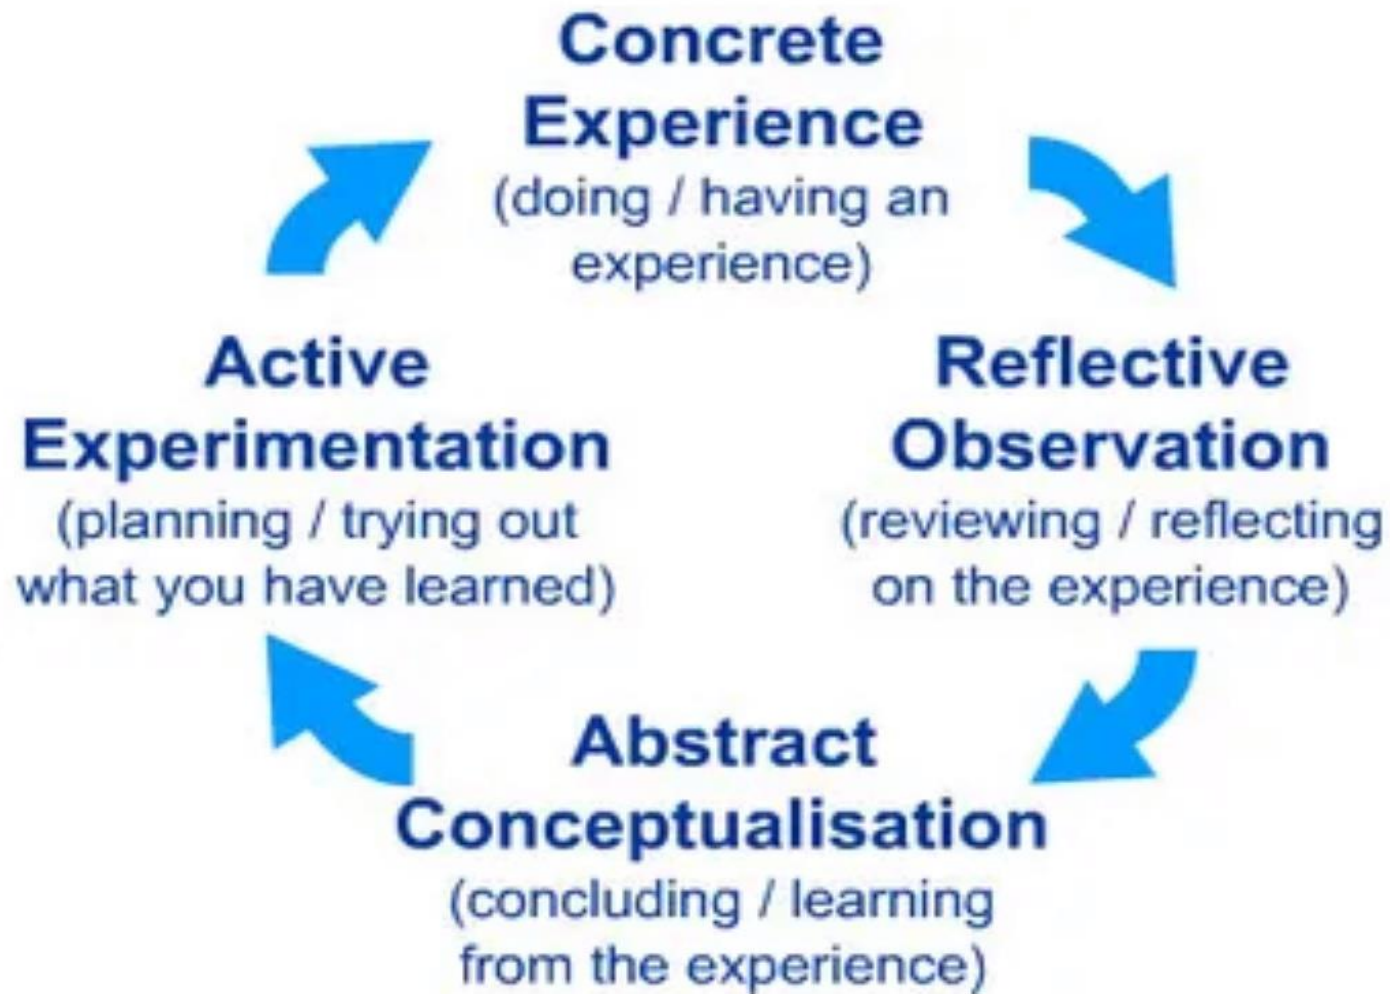 Concrete
Experience
(doing / having an
experience)
Reflective
Observation
(reviewing / reflecting
on the experience)
Abstract
Conceptualisation
(concluding / learning
from the experience)
Active
Experimentation
(planning / trying out
what you have learned)